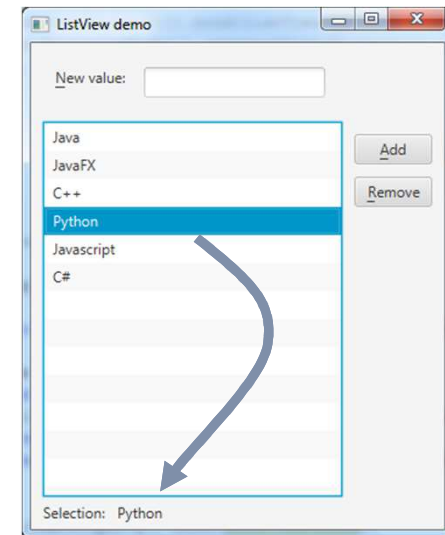 ListView demo
New value:
Java
JavaFX
C++
Python
Javascript
C#
Add
Remove
Selection: Python